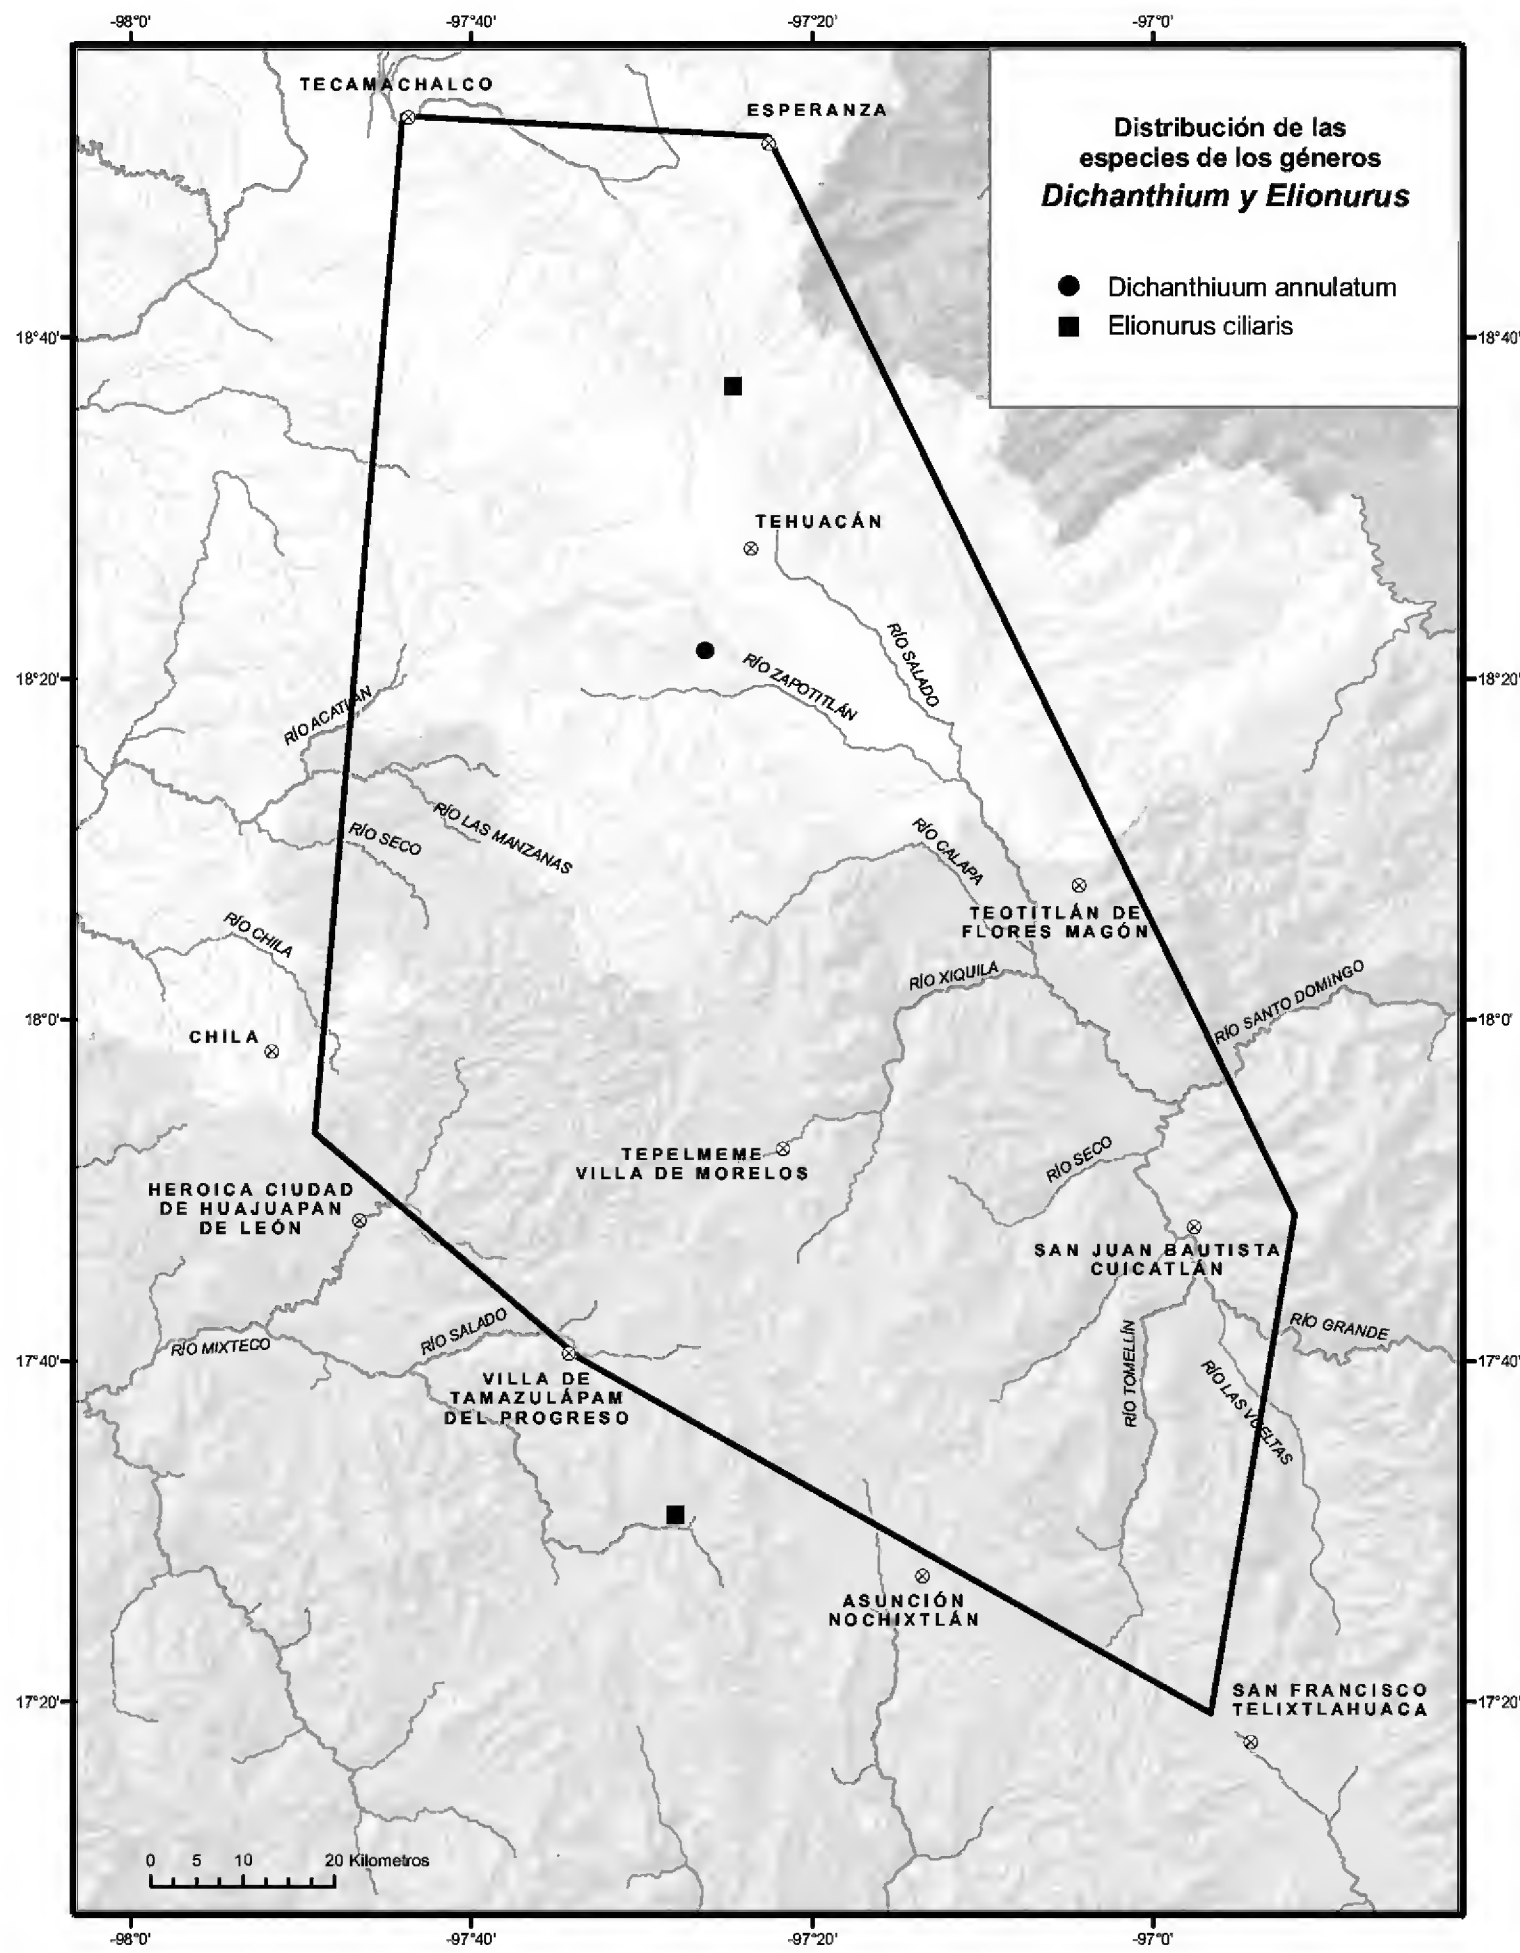 -98°0'
-97°40'
-97°20'
-97°0'
TECAMACHALCO
ESPERANZA
Distribución de las
especies de los géneros
Dichanthium y Elionurus
Dichanthiuum annulatum
Elionurus ciliaris
18°40'
18°40'
TEHUACÁN
RÍO SALADO
RÍO ZAPOTITLÁN
18°20'
18°20'
RÍO ACATLÁN
RÍO LAS MANZANAS
RÍO SECO
RÍO CALAPA
TEOTITLÁN DE
FLORES MAGÓN
RÍO CHILA
RÍO XIQUILA
RÍO SANTO DOMINGO
18°0'
18°0'
CHILA
TEPELMEME
VILLA DE MORELOS
RÍO SECO
HEROICA CIUDAD
DE HUAJUAPAN
DE LEÓN
SAN JUAN BAUTISTA
CUICATLÁN
RÍO MIXTECO
RÍO SALADO
RÍO GRANDE
RÍO TOMELLÍN
RÍO LAS VUELTAS
17°40'
17°40'
VILLA DE
TAMAZULÁPAM
DEL PROGRESO
ASUNCIÓN
NOCHIXTLÁN
17°20'
17°20'
SAN FRANCISCO
TELIXTLAHUACA
0 5 10 20 Kilometros
-98°0'
-97°40'
-97°20'
-97°0'